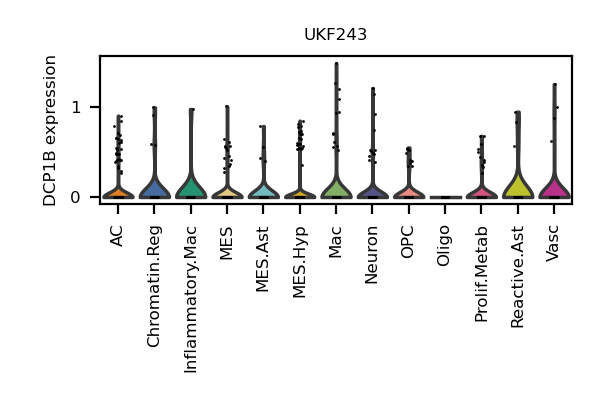 UKF243
DCP1B expression
1
0
AC
Chromatin.Reg
Inflammatory.Mac
MES
MES.Ast
MES.Hyp
Mac
Neuron
OPC
Oligo
Prolif.Metab
Reactive.Ast
Vasc